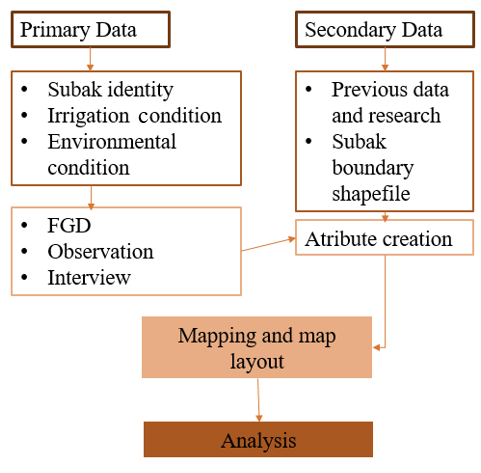 Primary Data
Secondary Data
• Subak identity
• Irrigation condition
• Environmental
condition
• Previous data
and research
• Subak
boundary
shapefile
• FGD
• Observation
• Interview
Atribute creation
Mapping and map
layout
Analysis